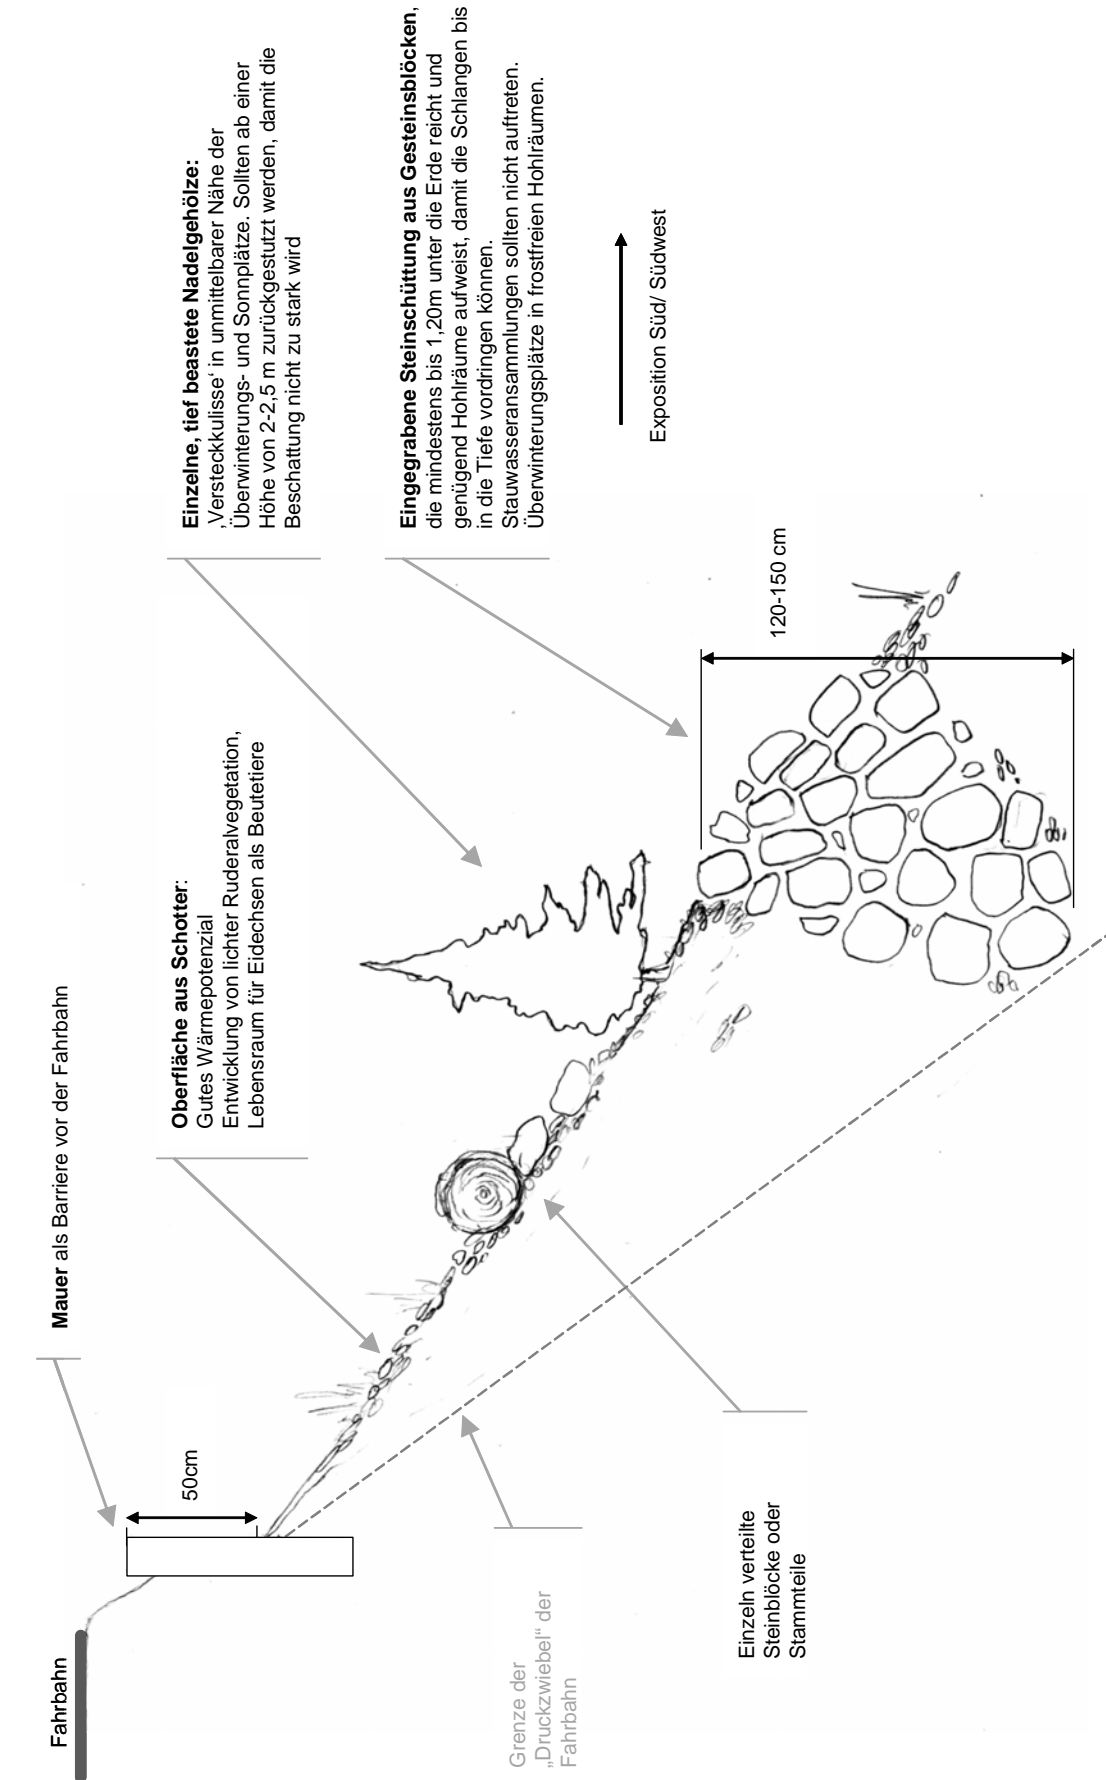 Fahrbahn
Mauer als Barriere vor der Fahrbahn
50cm
Oberfläche aus Schotter:
Gutes Wärmepotenzial
Entwicklung von lichter Ruderalvegetation,
Lebensraum für Eidechsen als Beutetiere
Einzelne, tief beastete Nadelgehölze:
‚Versteckkulisse‘ in unmittelbarer Nähe der
Überwinterungs- und Sonnplätze. Sollten ab einer
Höhe von 2-2,5 m zurückgestutzt werden, damit die
Beschattung nicht zu stark wird
Eingegrabene Steinschüttung aus Gesteinsblöcken,
die mindestens bis 1,20m unter die Erde reicht und
genügend Hohlräume aufweist, damit die Schlangen bis
in die Tiefe vordringen können.
Stauwasseransammlungen sollten nicht auftreten.
Überwinterungsplätze in frostfreien Hohlräumen.
Exposition Süd/ Südwest
120-150 cm
Grenze der
„Druckzwiebel“ der
Fahrbahn
Einzeln verteilte
Steinblöcke oder
Stammteile